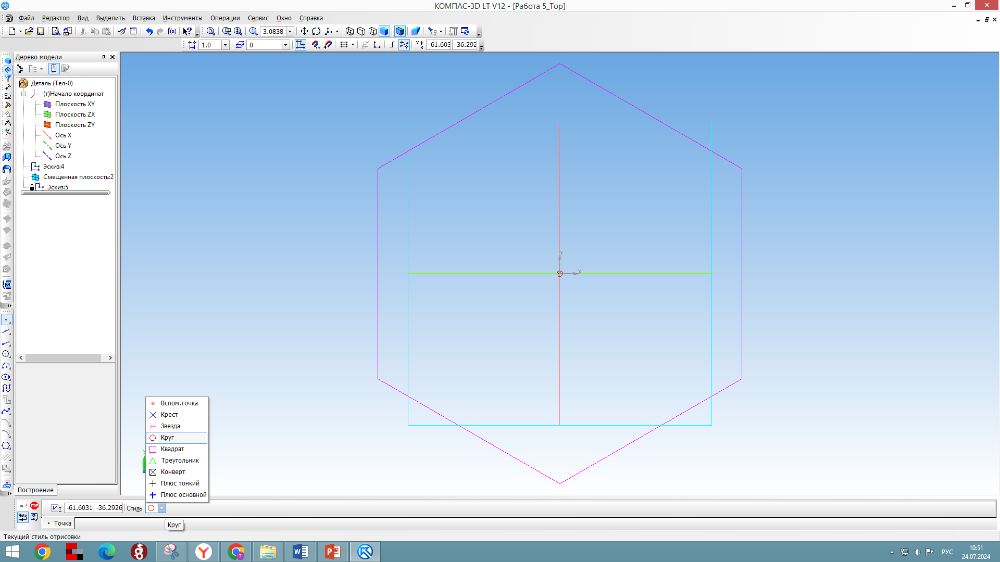 КОМПАС-3D LT V12 - [Работа 5_Top]
Файл Редактор Вид Выделить Вставка Инструменты Операции Сервис Окно Справка
f(x) 3.0838
1.0 0 -61.603 -36.292
Дерево модели
Деталь (Тел-0)
(т)Начало координат
Плоскость XY
Плоскость ZX
Плоскость ZY
Ось X
Ось Y
Ось Z
Эскиз:4
Смещенная плоскость:2
Эскиз:5
Y
X
Вспом.точка
Крест
Звезда
Круг
Квадрат
Треугольник
Конверт
Плюс тонкий
Плюс основной
Y
Построение
STOP
т -61.6031 -36.2926 Стиль
Auto
Точка
Круг
Текущий стиль отрисовки
РУС
10:51
24.07.2024